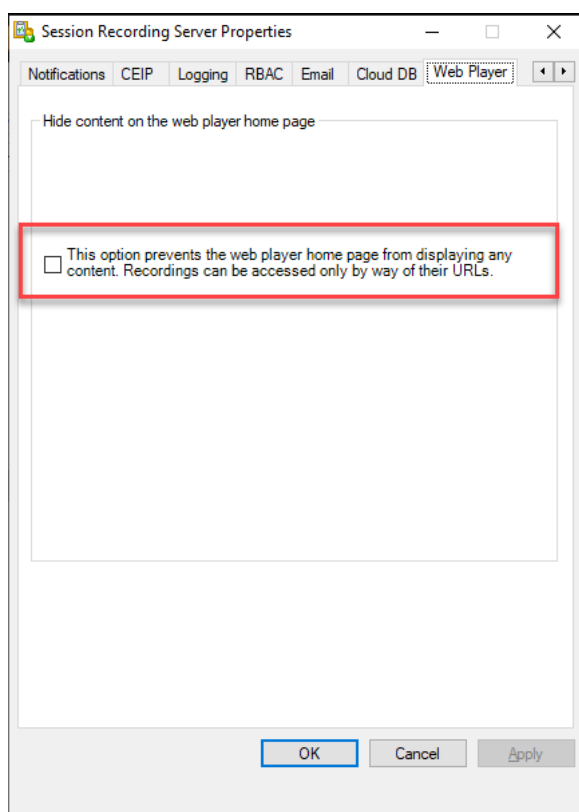 Session Recording Server Properties
Notifications CEIP Logging RBAC Email Cloud DB Web Player
Hide content on the web player home page
This option prevents the web player home page from displaying any
content. Recordings can be accessed only by way of their URLs.
OK Cancel Apply